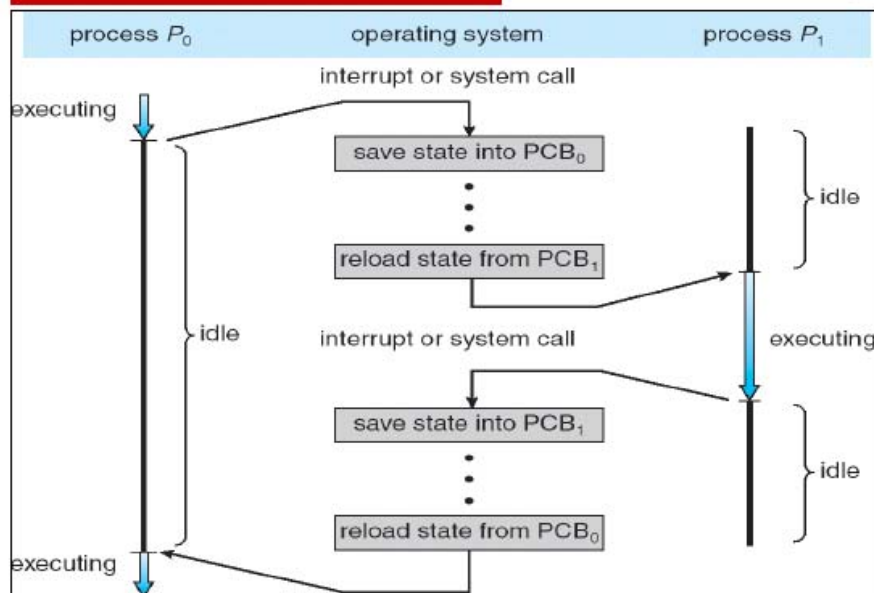 process P₀ operating system process P₁
interrupt or system call
executing
save state into PCB₀
idle
reload state from PCB₁
idle
interrupt or system call
executing
save state into PCB₁
idle
reload state from PCB₀
executing